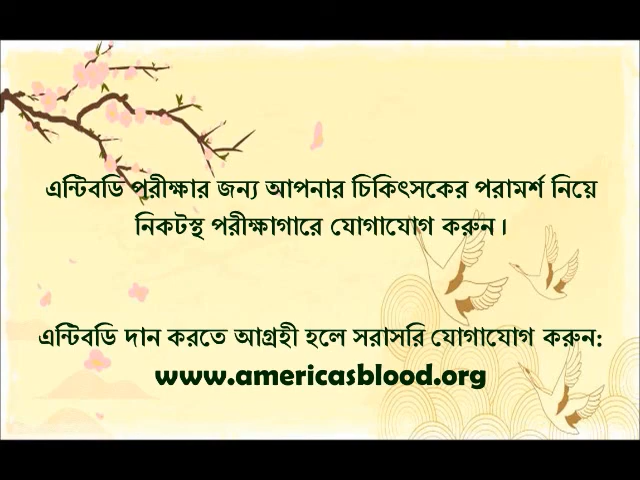 এন্টিবডি পরীক্ষার জন্য আপনার চিকিৎসকের পরামর্শ নিয়ে
নিকটস্থ পরীক্ষাগারে যোগাযোগ করুন।
এন্টিবডি দান করতে আগ্রহী হলে সরাসরি যোগাযোগ করুন:
www.americasblood.org